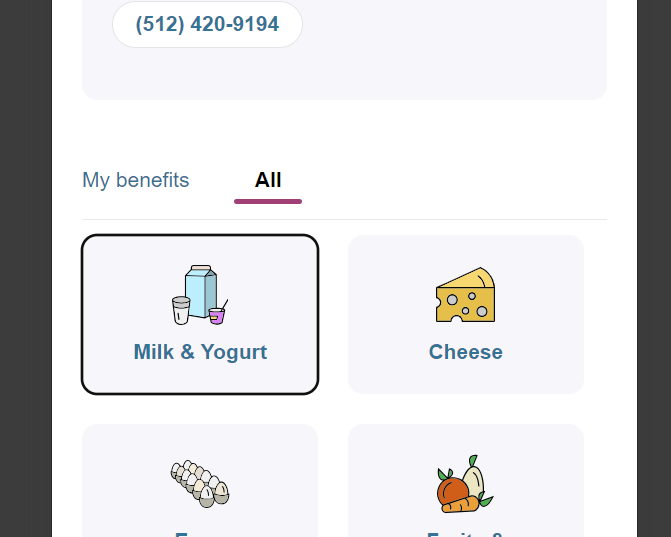 (512) 420-9194
My benefits
All
Milk & Yogurt
Cheese